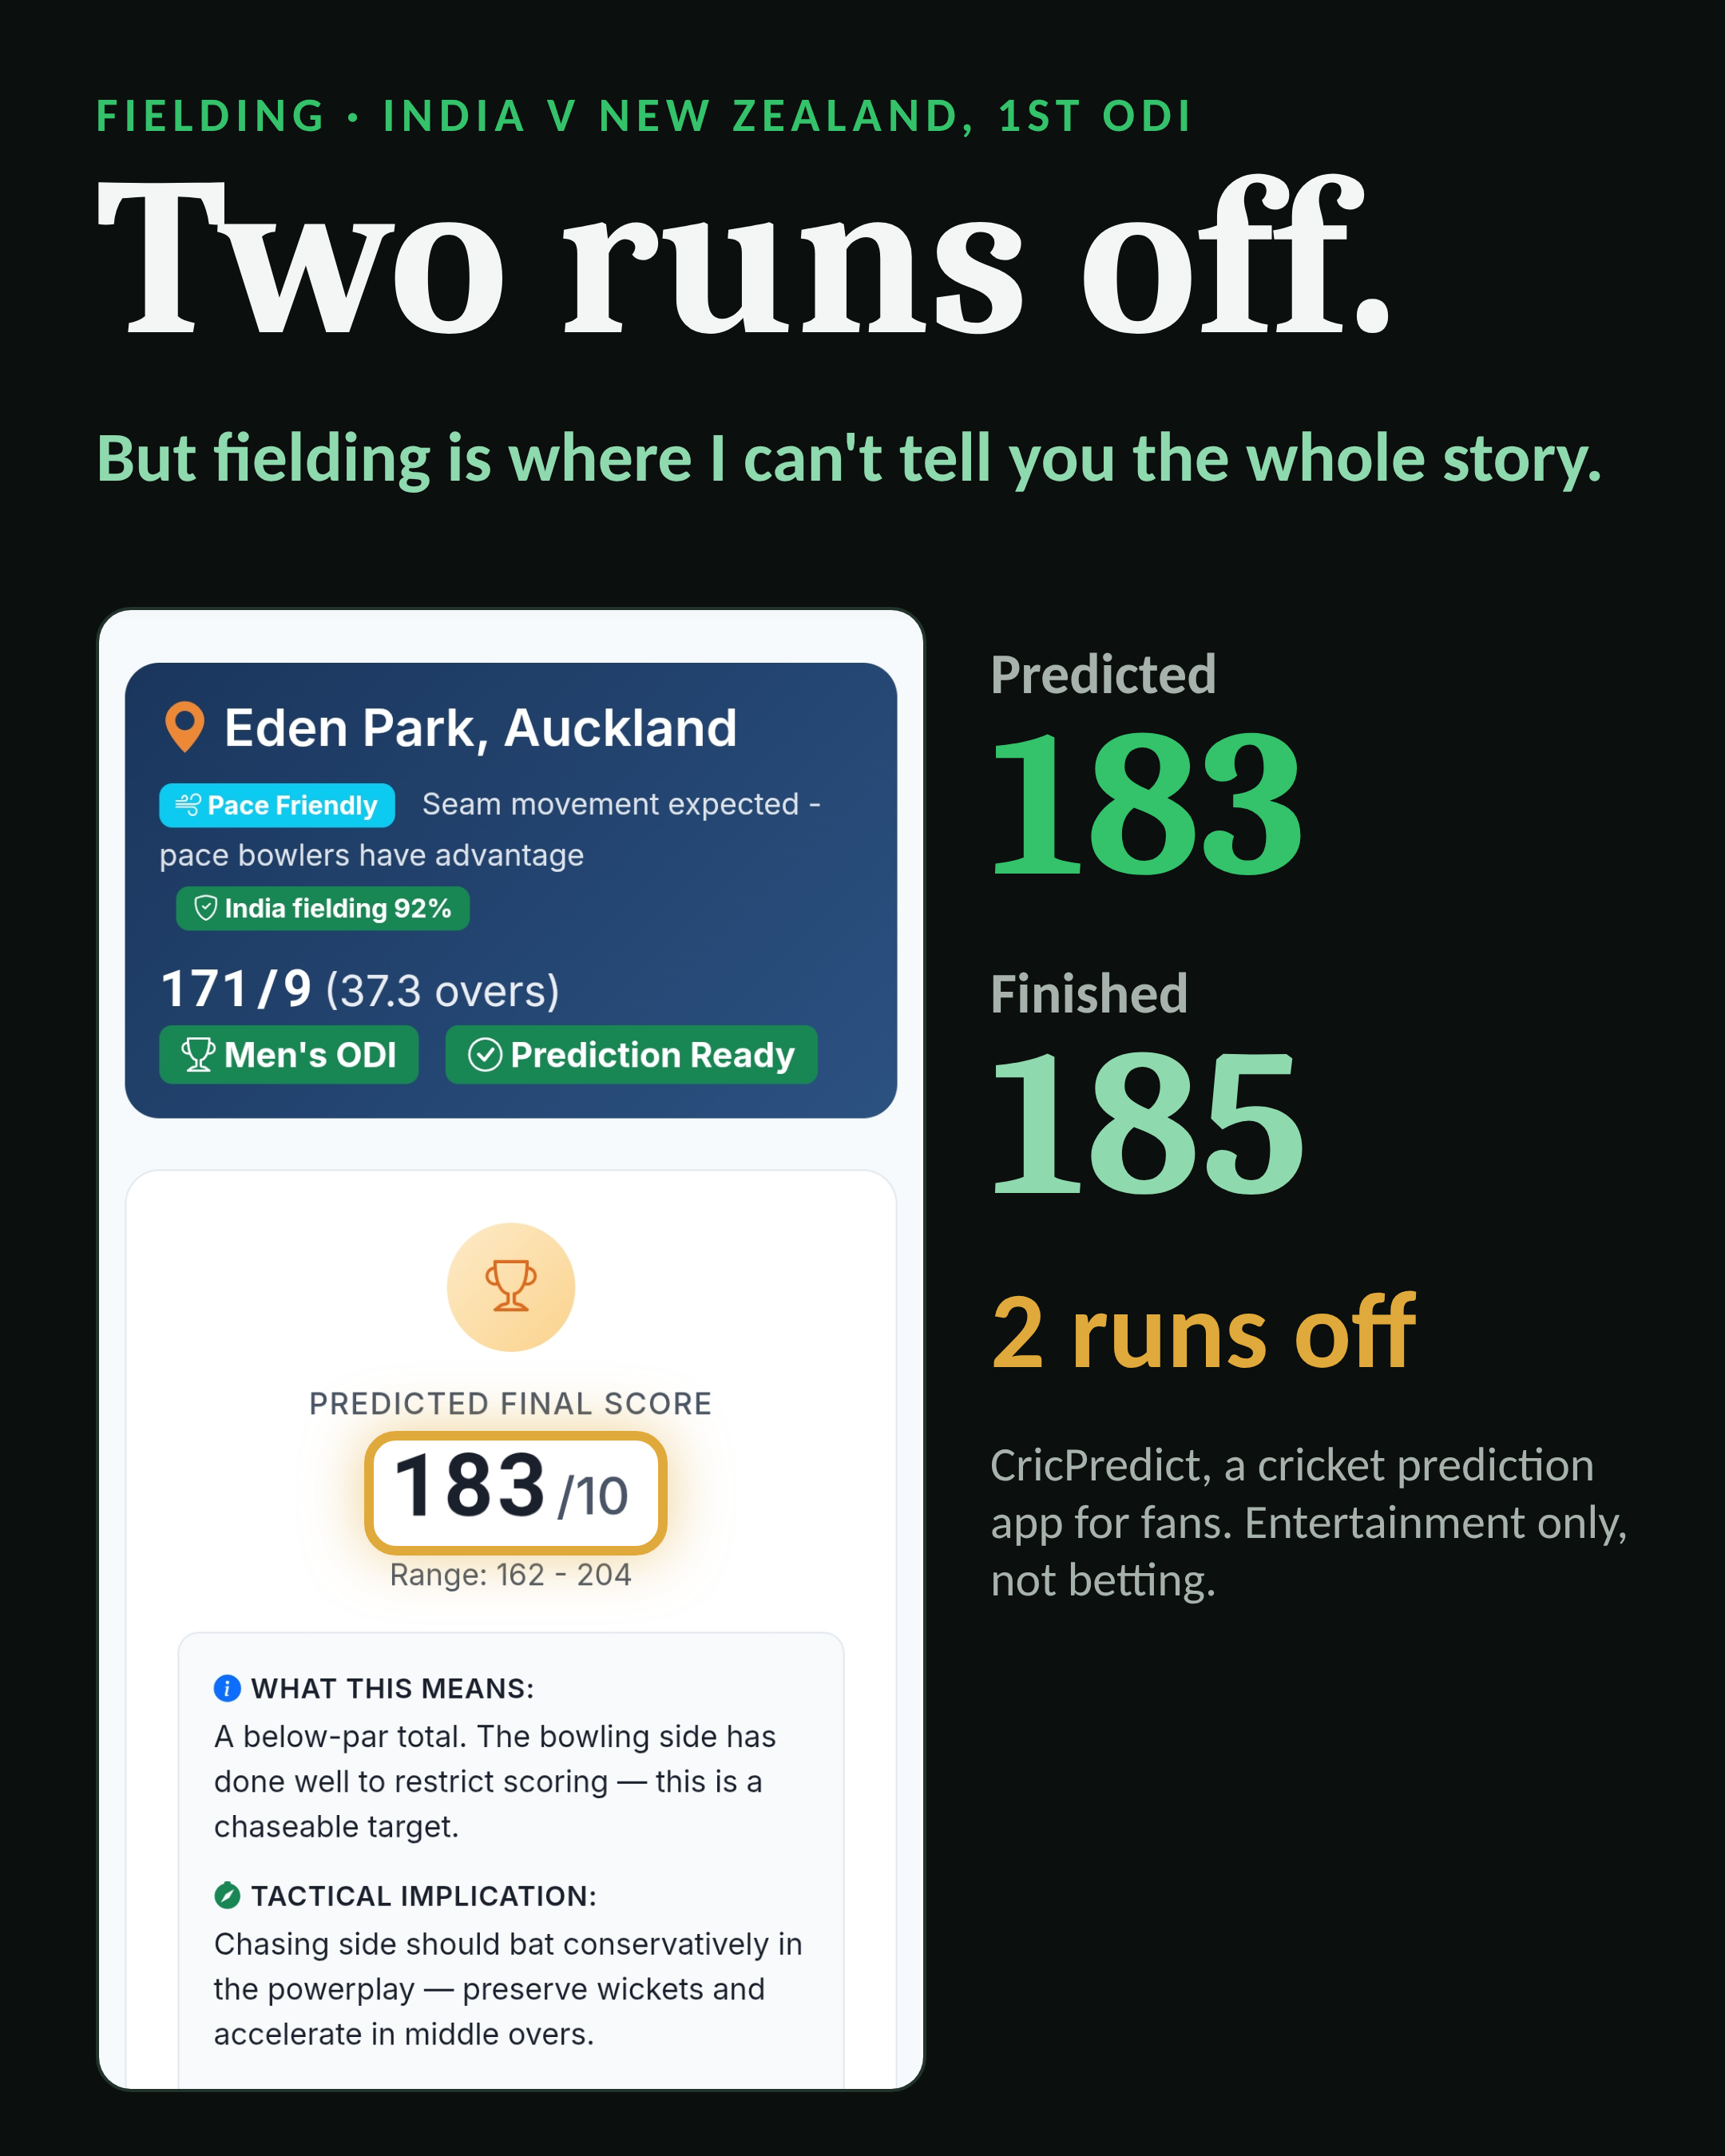 FIELDING · INDIA V NEW ZEALAND, 1ST ODI
Two runs off.
But fielding is where I can't tell you the whole story.
Eden Park, Auckland
Pace Friendly Seam movement expected -
pace bowlers have advantage
India fielding 92%
171/9 (37.3 overs)
Men's ODI Prediction Ready
PREDICTED FINAL SCORE
183/10
Range: 162 - 204
WHAT THIS MEANS:
A below-par total. The bowling side has
done well to restrict scoring — this is a
chaseable target.
TACTICAL IMPLICATION:
Chasing side should bat conservatively in
the powerplay — preserve wickets and
accelerate in middle overs.
Predicted
183
Finished
185
2 runs off
CricPredict, a cricket prediction
app for fans. Entertainment only,
not betting.